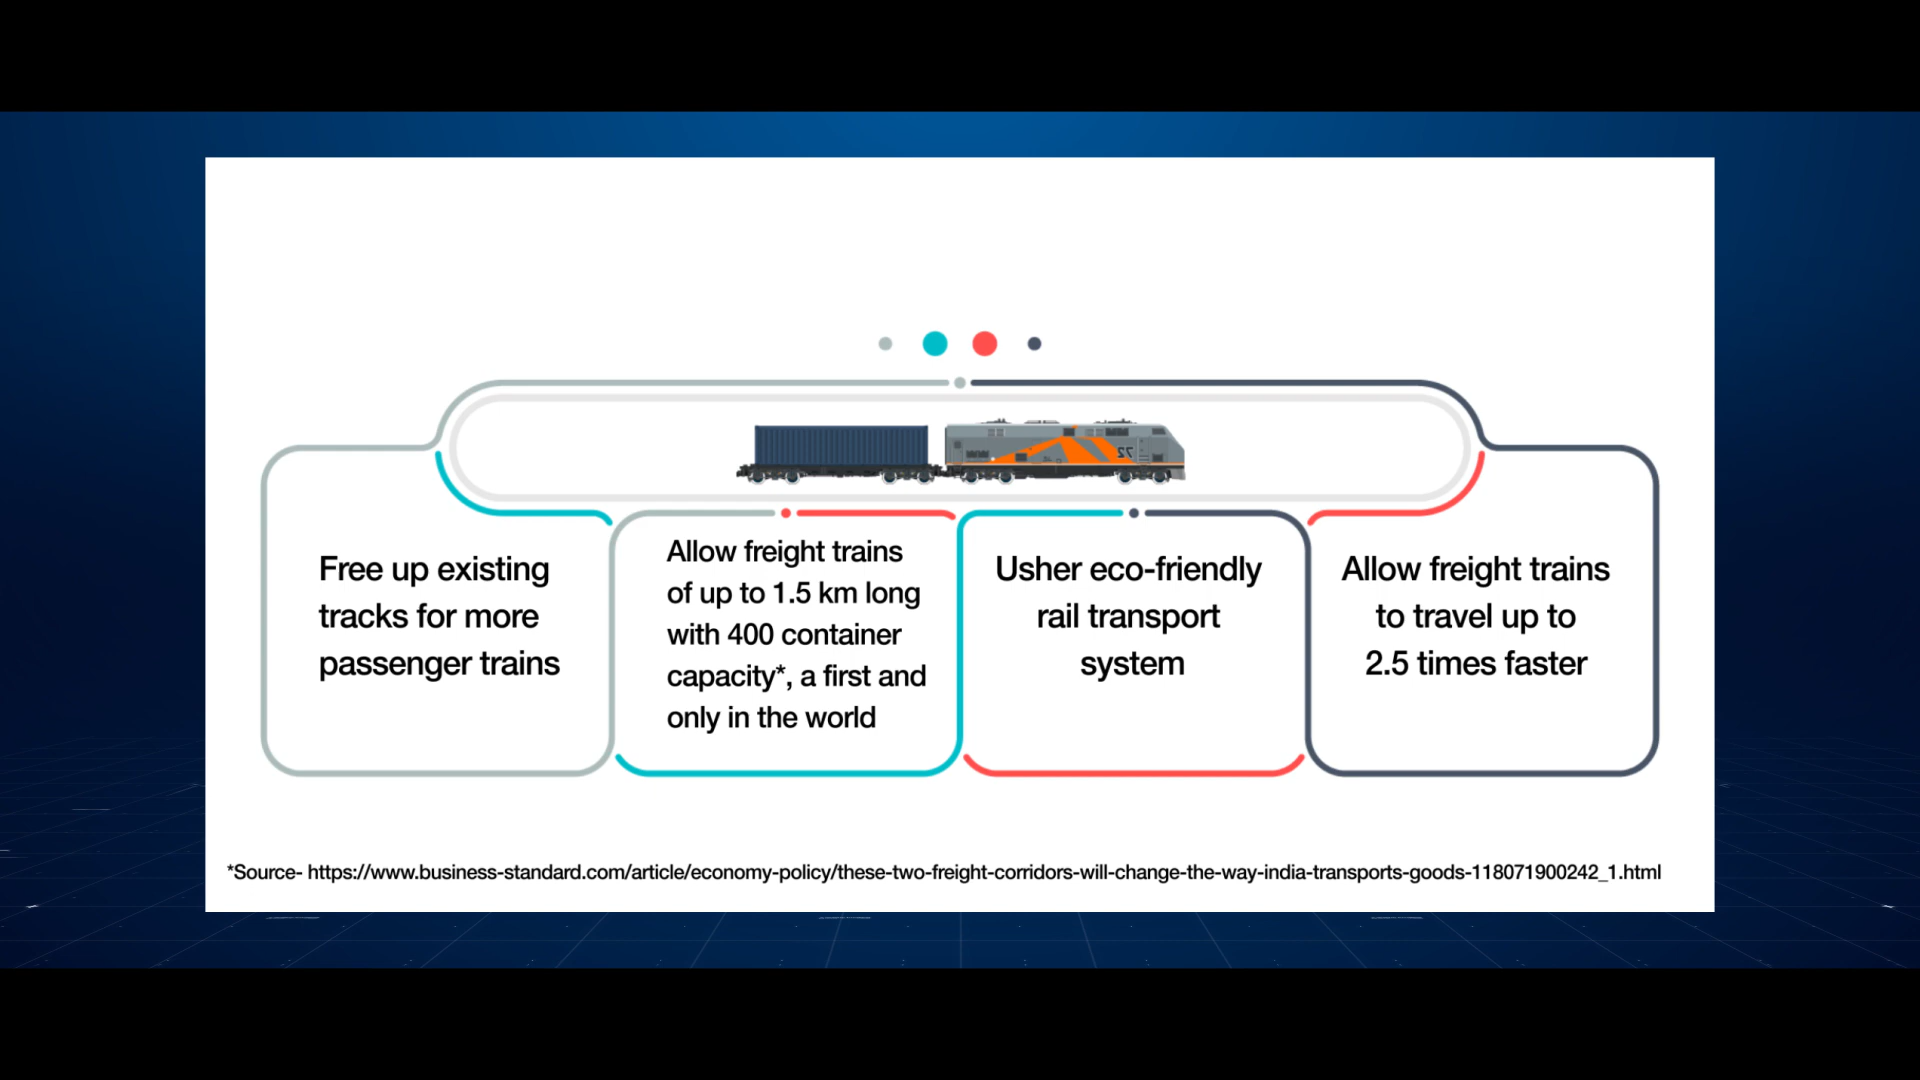 Free up existing
tracks for more
passenger trains
Allow freight trains
of up to 1.5 km long
with 400 container
capacity*, a first and
only in the world
Usher eco-friendly
rail transport
system
Allow freight trains
to travel up to
2.5 times faster
*Source- https://www.business-standard.com/article/economy-policy/these-two-freight-corridors-will-change-the-way-india-transports-goods-118071900242_1.html